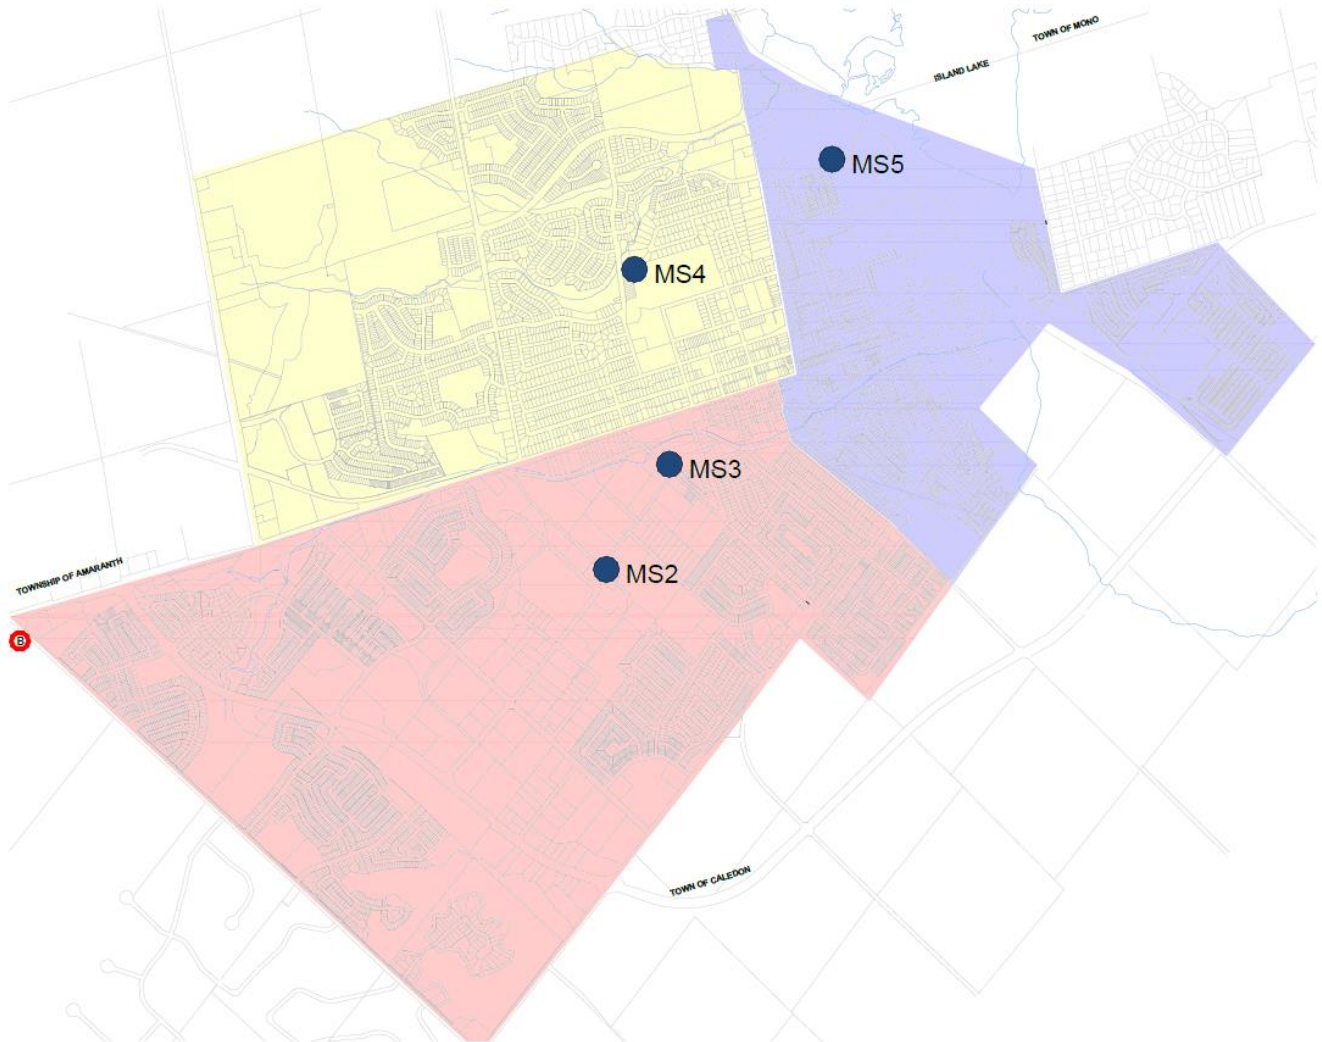 TOWN OF MONO
ISLAND LAKE
MS5
MS4
MS3
MS2
TOWNSHIP OF AMARANTH
B
TOWN OF CALEDON